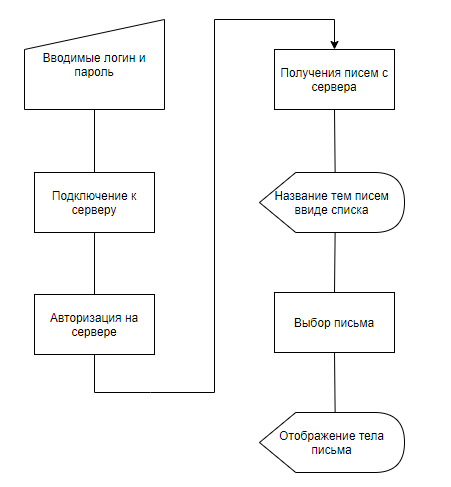 Вводимые логин и
пароль
Подключение к
серверу
Авторизация на
сервере
Получения писем с
сервера
Название тем писем
ввиде списка
Выбор письма
Отображение тела
письма